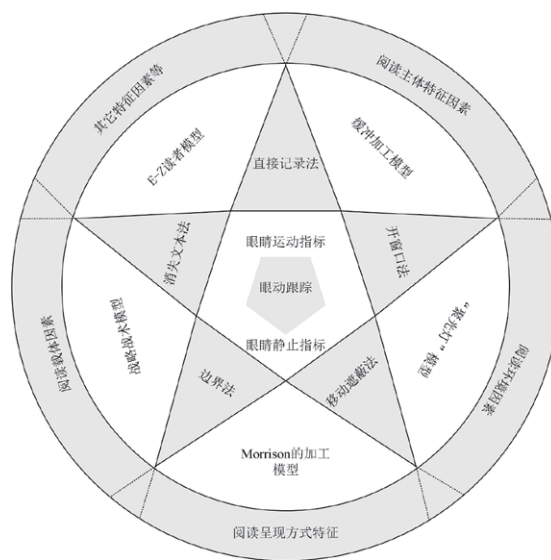 其它特征因素等
阅读主体特征因素
E-Z读者模型
缓冲加工模型
直接记录法
消失文本法
开窗口法
眼睛运动指标
眼动跟踪
眼睛静止指标
战略战术模型
“聚光灯”模型
阅读载体因素
阅读环境因素
边界法
移动遮蔽法
Morrison的加工
模型
阅读呈现方式特征